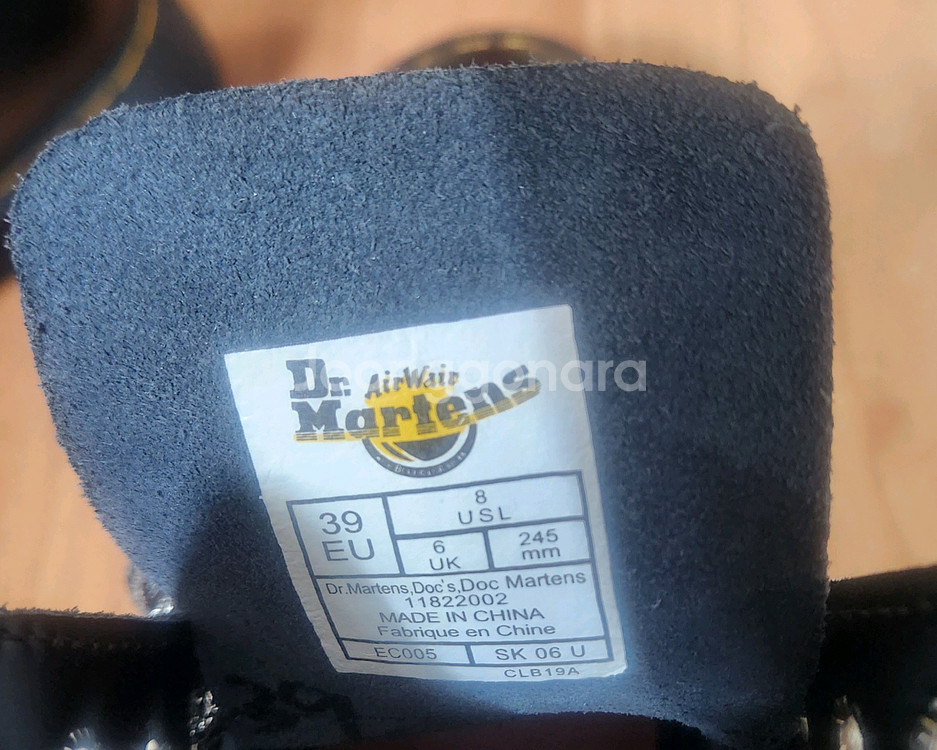 Dr. AirWair
Martens
Joonggonara
39
EU
8
USL
6
UK
245
mm
Dr.Martens,Doc's,Doc Martens
11822002
MADE IN CHINA
Fabrique en Chine
EC005
SK 06 U
CLB19A